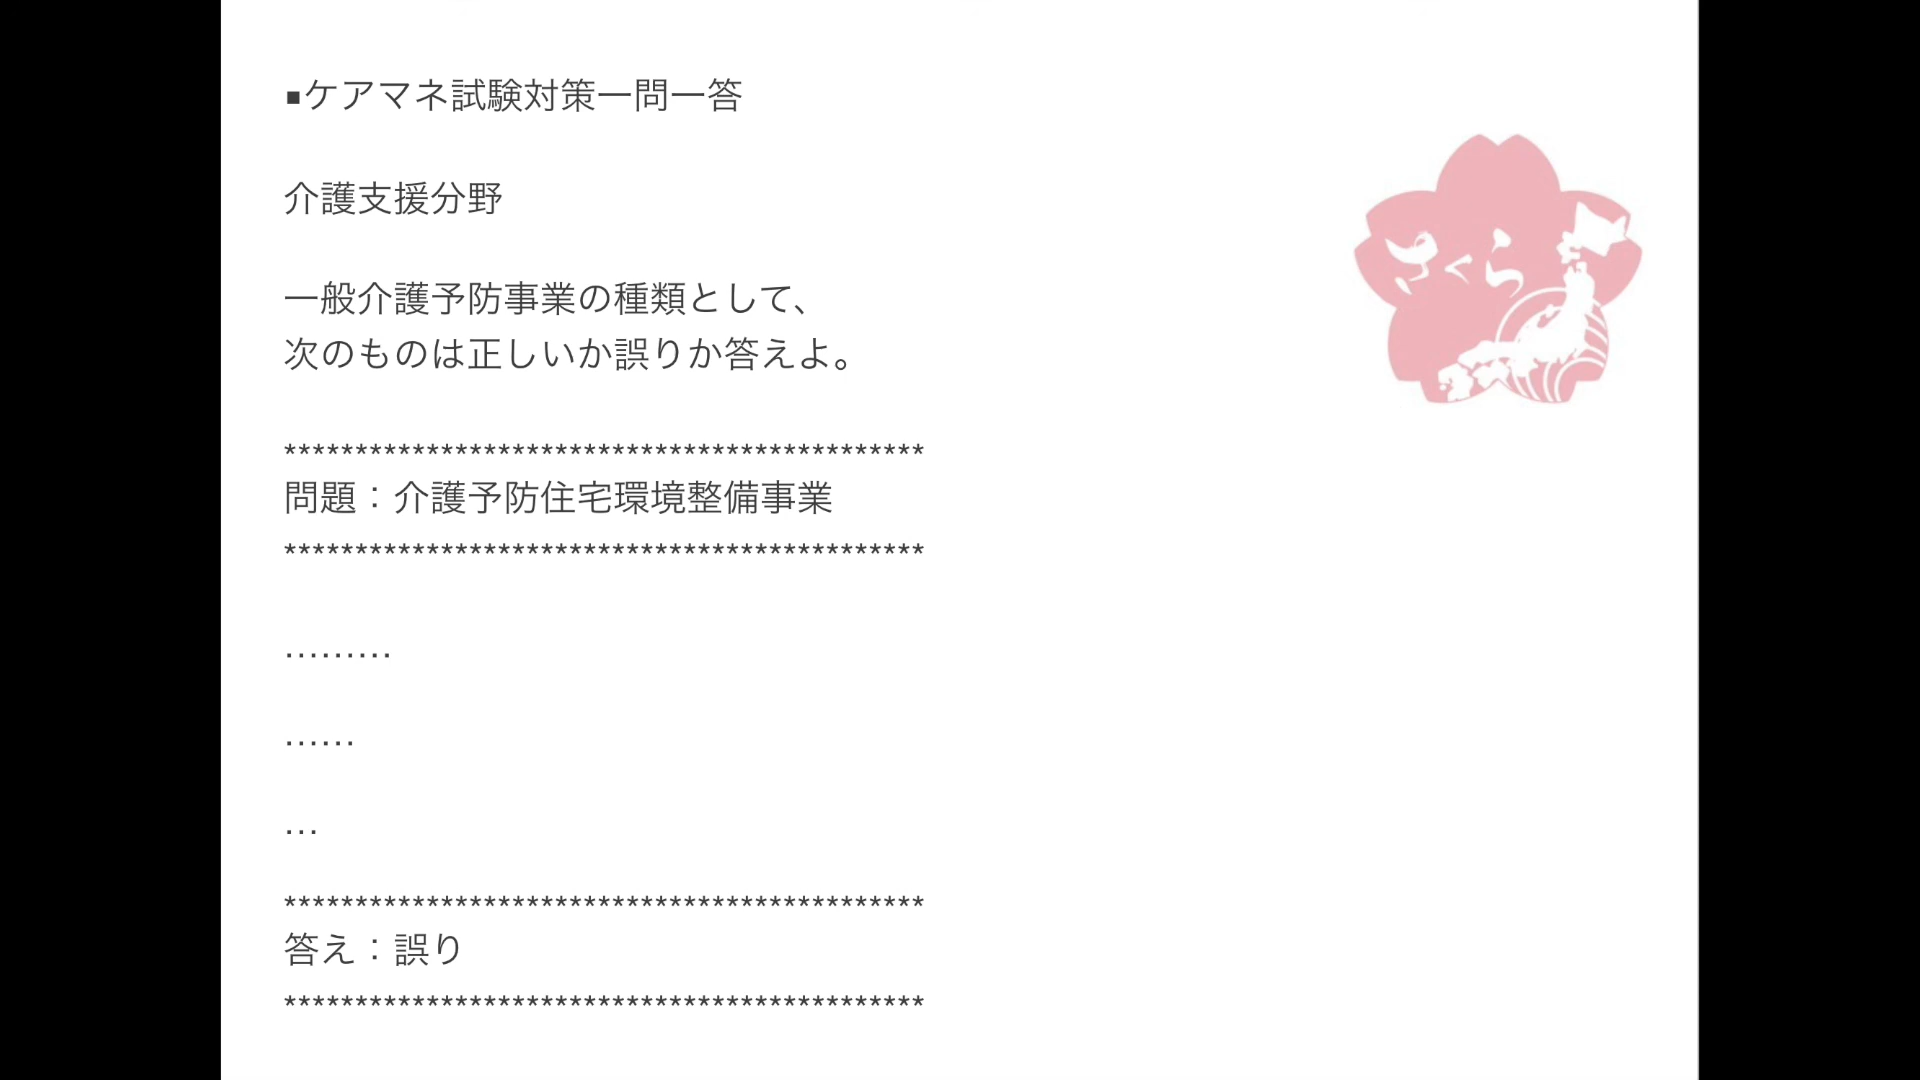 ▪ケアマネ試験対策一問一答
介護支援分野
一般介護予防事業の種類として、
次のものは正しいか誤りか答えよ。
*********************************************
問題：介護予防住宅環境整備事業
*********************************************
………
……
…
*********************************************
答え：誤り
*********************************************
さくら